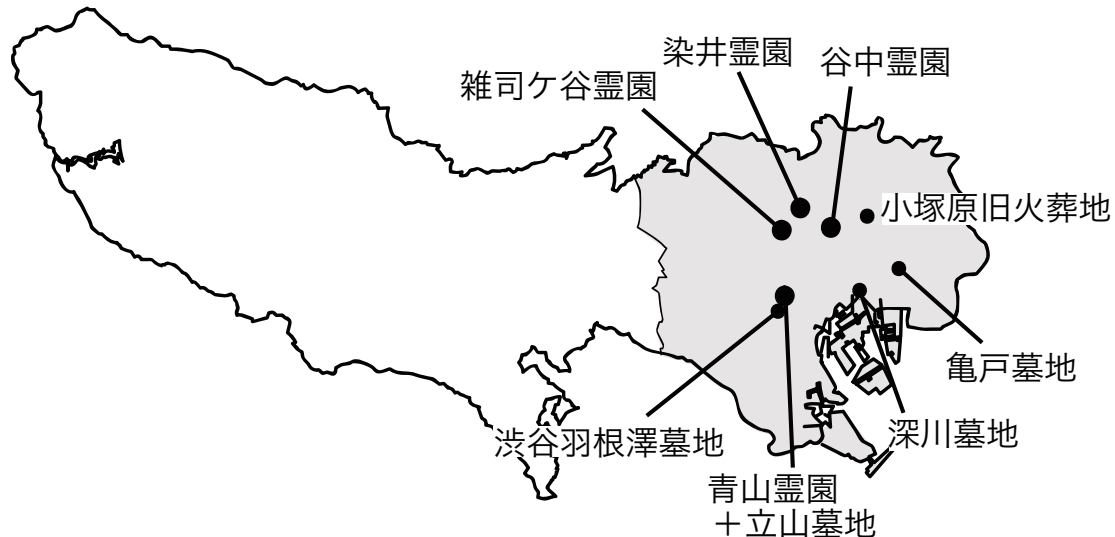 染井霊園
谷中霊園
雑司ケ谷霊園
小塚原旧火葬地
亀戸墓地
深川墓地
渋谷羽根澤墓地
青山霊園
＋立山墓地